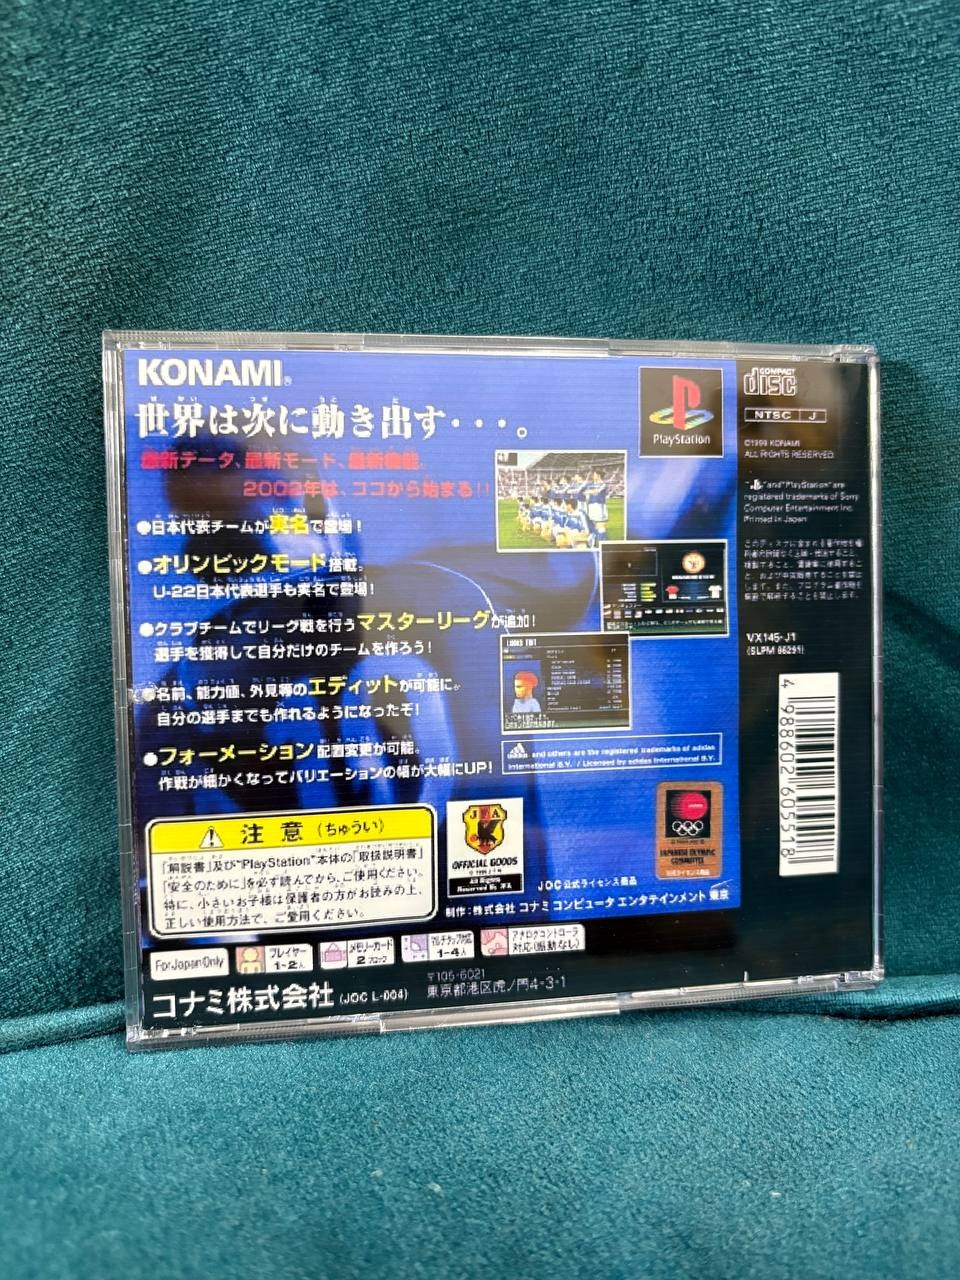 KONAMI®
世界は次に動き出す・・・。
最新データ、最新モード、最新機能。
2002年は、ココから始まる!!
●日本代表チームが実名で登場!
●オリンピックモード搭載。
U-22日本代表選手も実名で登場!
●クラブチームでリーグ戦を行うマスターリーグが追加!
選手を獲得して自分だけのチームを作ろう!
●名前、能力値、外見等のエディットが可能に。
自分の選手までも作れるようになったぞ!
●フォーメーション配置変更が可能。
作戦が細かくなってバリエーションの幅が大幅にUP!
PlayStation
COMPACT
disc
NTSC J
©1999 KONAMI
ALL RIGHTS RESERVED.
"and "PlayStation" are
registered trademarks of Sony
Computer Entertainment Inc.
Printed in Japan
VX145-J1
(SLPM 86291)
4 988602 605518
adidas and others are the registered trademarks of adidas
International B.V. / Licensed by adidas International B.V.
注意(ちゅうい)
「解説書」及び"PlayStation"本体の「取扱説明書」
「安全のために」を必ず読んでから、ご使用ください。
特に、小さいお子様は保護者の方がお読みの上、
正しい使用方法で、ご愛用ください。
JFA
OFFICIAL GOODS
All Rights
Reserved By JFA
JAPANESE OLYMPIC
COMMITTEE
JOC公式ライセンス商品
制作:株式会社 コナミ コンピュータ エンタテインメント 東京
For Japan Only
プレイヤー
1~2人
メモリーカード
2ブロック
マルチタップ対応
1~4人
アナログコントローラ
対応(振動なし)
コナミ株式会社 (JOC L-004)
〒105-6021
東京都港区虎ノ門4-3-1